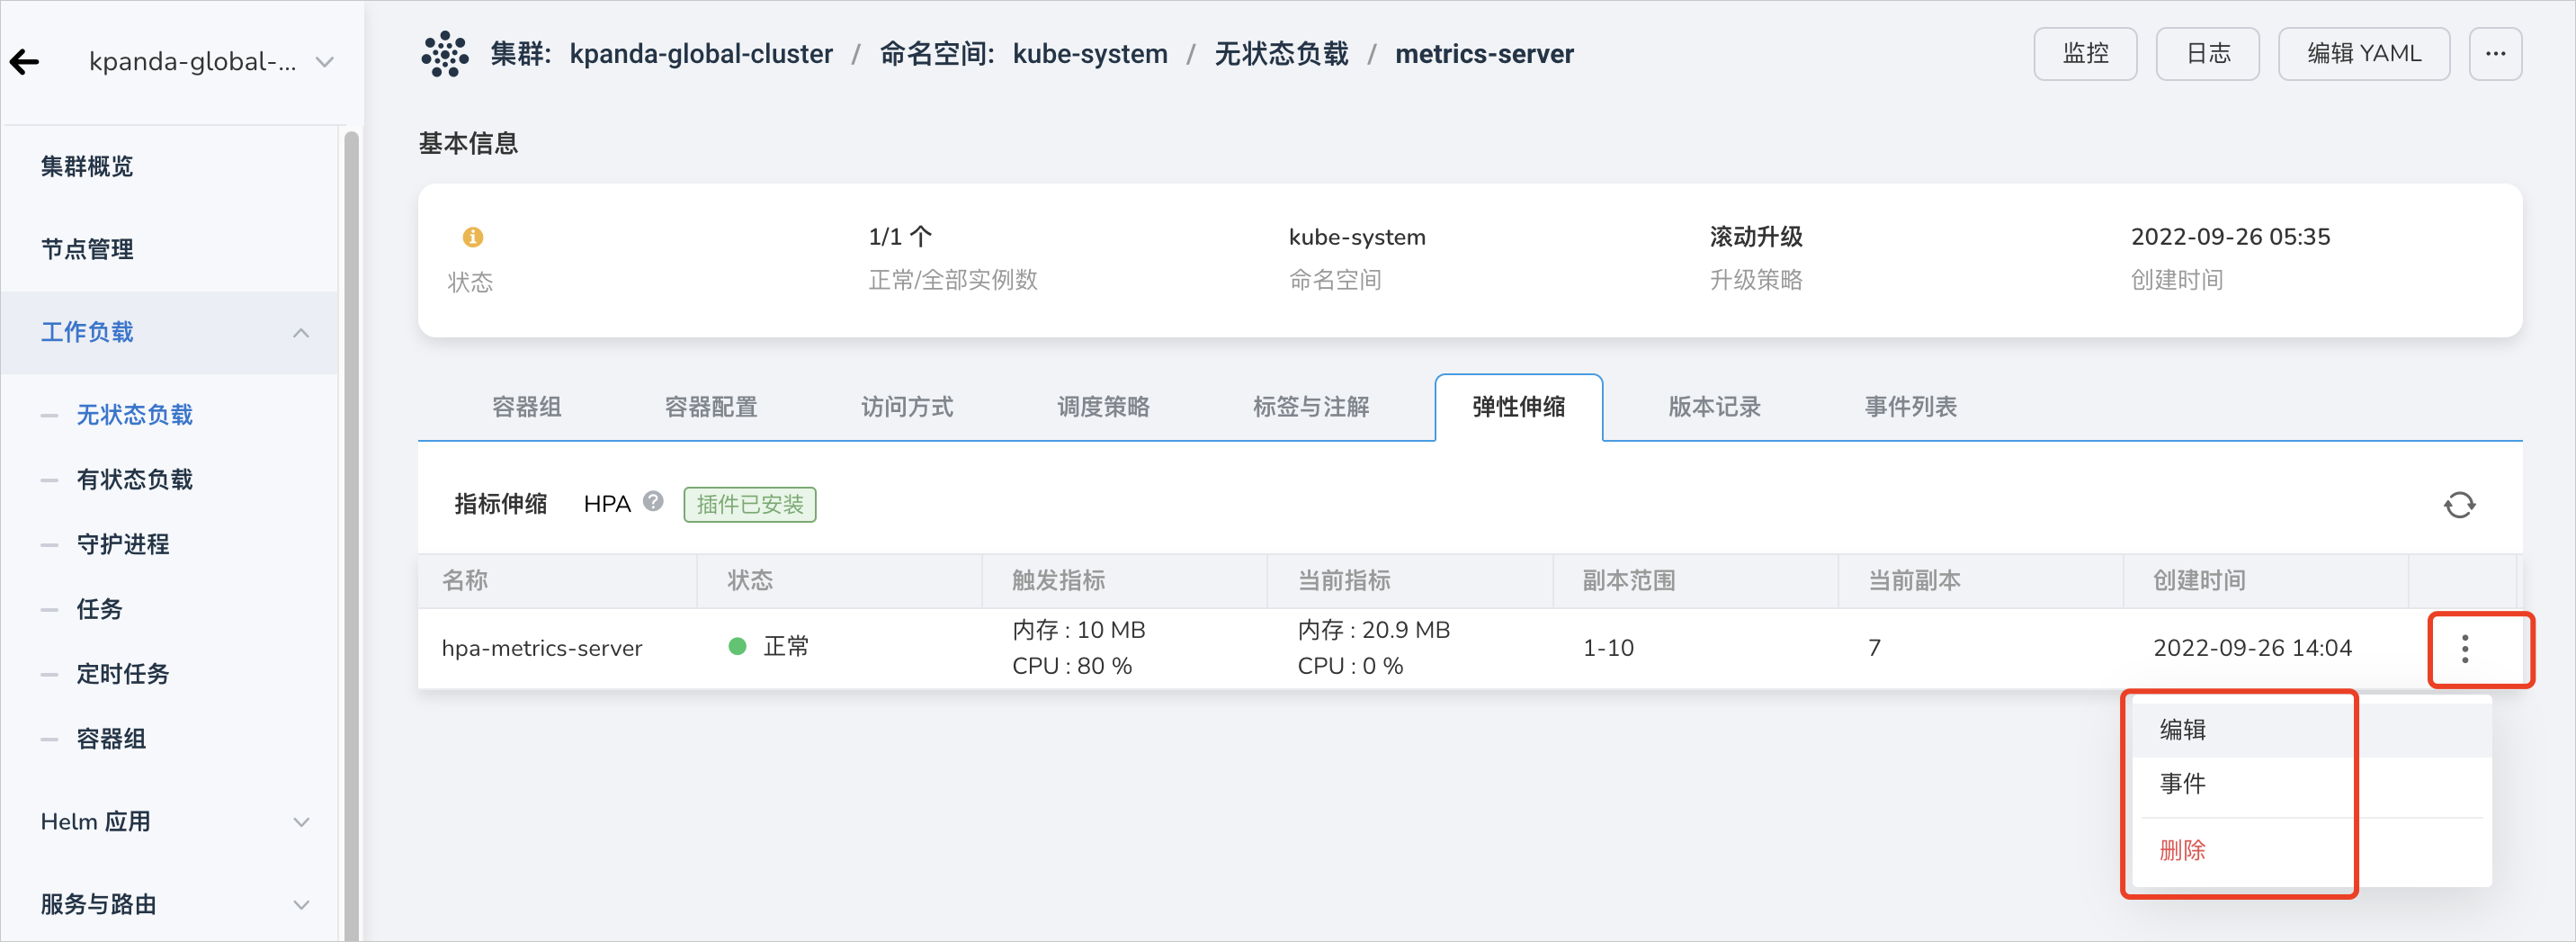 kpanda-global-...
集群概览
节点管理
工作负载
无状态负载
有状态负载
守护进程
任务
定时任务
容器组
Helm 应用
服务与路由
集群: kpanda-global-cluster / 命名空间: kube-system / 无状态负载 / metrics-server
监控 日志 编辑 YAML ...
基本信息
1/1 个 kube-system 滚动升级 2022-09-26 05:35
状态 正常/全部实例数 命名空间 升级策略 创建时间
容器组 容器配置 访问方式 调度策略 标签与注解 弹性伸缩 版本记录 事件列表
指标伸缩 HPA ? 插件已安装
名称 状态 触发指标 当前指标 副本范围 当前副本 创建时间
hpa-metrics-server 正常 内存 : 10 MB 内存 : 20.9 MB 1-10 7 2022-09-26 14:04
CPU : 80 % CPU : 0 %
编辑
事件
删除